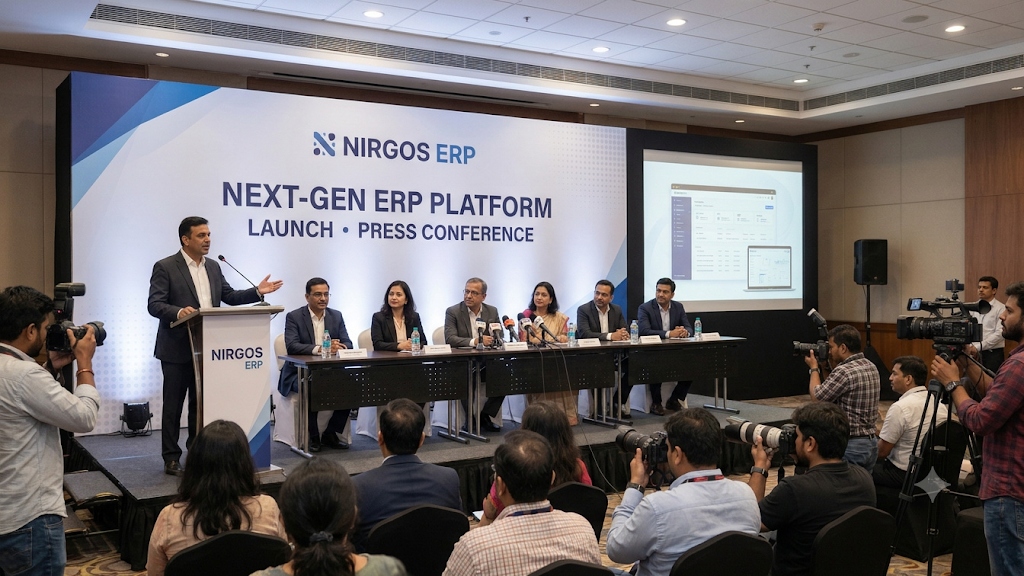 NIRGOS ERP
NEXT-GEN ERP PLATFORM
LAUNCH • PRESS CONFERENCE
NIRGOS
ERP